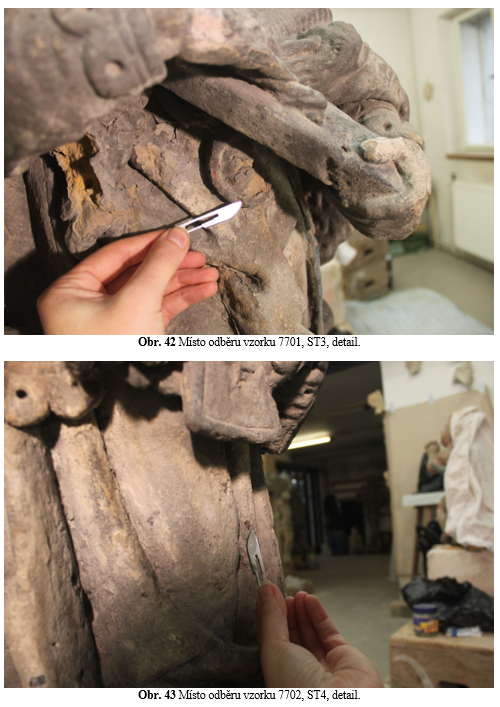 Obr. 42 Místo odběru vzorku 7701, ST3, detail.
Obr. 43 Místo odběru vzorku 7702, ST4, detail.